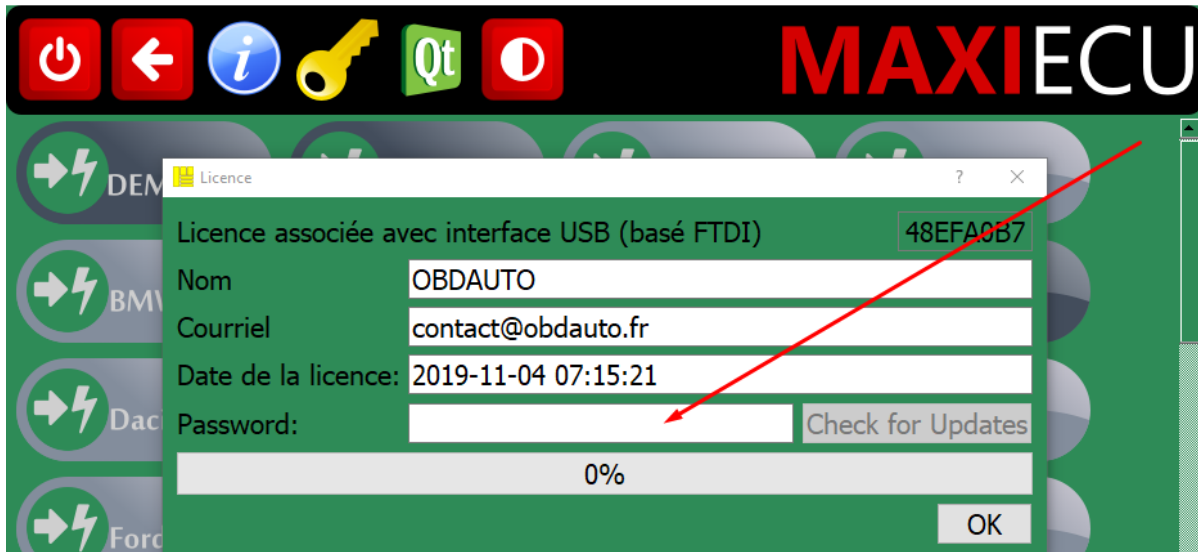 Qt
MAXIECU
DEM
Licence
?
Licence associée avec interface USB (basé FTDI) 48EFA0B7
Nom OBDAUTO
BMW
Courriel contact@obdauto.fr
Date de la licence: 2019-11-04 07:15:21
Daci
Password: Check for Updates
0%
OK
Ford